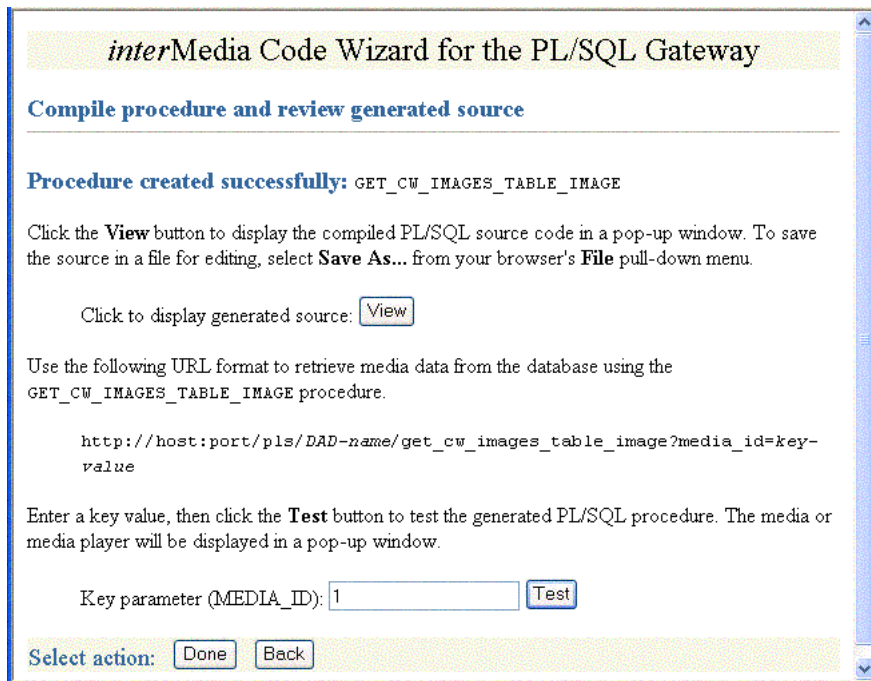 interMedia Code Wizard for the PL/SQL Gateway
Compile procedure and review generated source
Procedure created successfully: GET_CW_IMAGES_TABLE_IMAGE
Click the View button to display the compiled PL/SQL source code in a pop-up window. To save
the source in a file for editing, select Save As... from your browser's File pull-down menu.
Click to display generated source: View
Use the following URL format to retrieve media data from the database using the
GET_CW_IMAGES_TABLE_IMAGE procedure.
http://host:port/pls/DAD-name/get_cw_images_table_image?media_id=key-
value
Enter a key value, then click the Test button to test the generated PL/SQL procedure. The media or
media player will be displayed in a pop-up window.
Key parameter (MEDIA_ID): 1 Test
Select action: Done Back